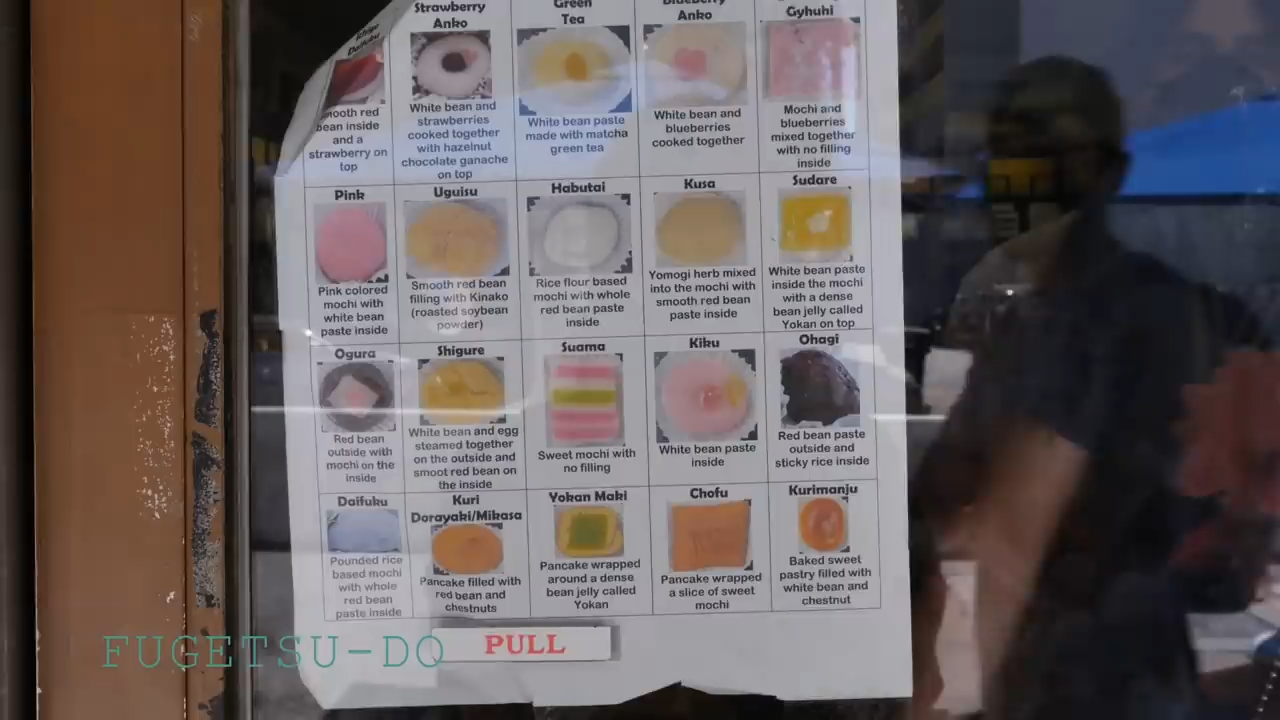 Ichigo
Daifuku
Smooth red
bean inside
and a
strawberry on
top
Strawberry
Anko
White bean and
strawberries
cooked together
with hazelnut
chocolate ganache
on top
Green
Tea
White bean paste
made with matcha
green tea
Blueberry
Anko
White bean and
blueberries
cooked together
Gyhuhi
Mochi and
blueberries
mixed together
with no filling
inside
Pink
Pink colored
mochi with
white bean
paste inside
Uguisu
Smooth red bean
filling with Kinako
(roasted soybean
powder)
Habutai
Rice flour based
mochi with whole
red bean paste
inside
Kusa
Yomogi herb mixed
into the mochi with
smooth red bean
paste inside
Sudare
White bean paste
inside the mochi
with a dense
bean jelly called
Yokan on top
Ogura
Red bean
outside with
mochi on the
inside
Shigure
White bean and egg
steamed together
on the outside and
smoot red bean on
the inside
Suama
Sweet mochi with
no filling
Kiku
White bean paste
inside
Ohagi
Red bean paste
outside and
sticky rice inside
Daifuku
Pounded rice
based mochi
with whole
red bean
paste inside
Kuri
Dorayaki/Mikasa
Pancake filled with
red bean and
chestnuts
Yokan Maki
Pancake wrapped
around a dense
bean jelly called
Yokan
Chofu
Pancake wrapped
a slice of sweet
mochi
Kurimanju
Baked sweet
pastry filled with
white bean and
chestnut
PULL
FUGETSU-DO